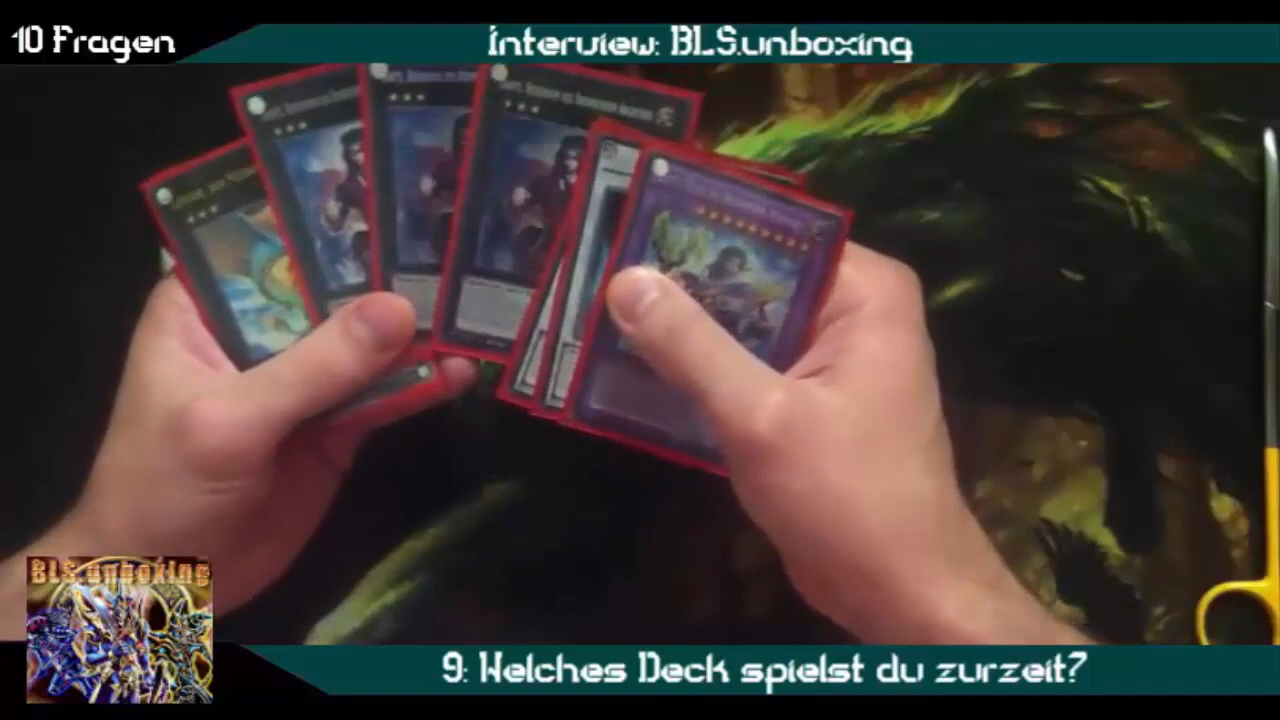 10 Fragen
Interview: BLS.unboxing
BLS.unboxing
9: Welches Deck spielst du zurzeit?